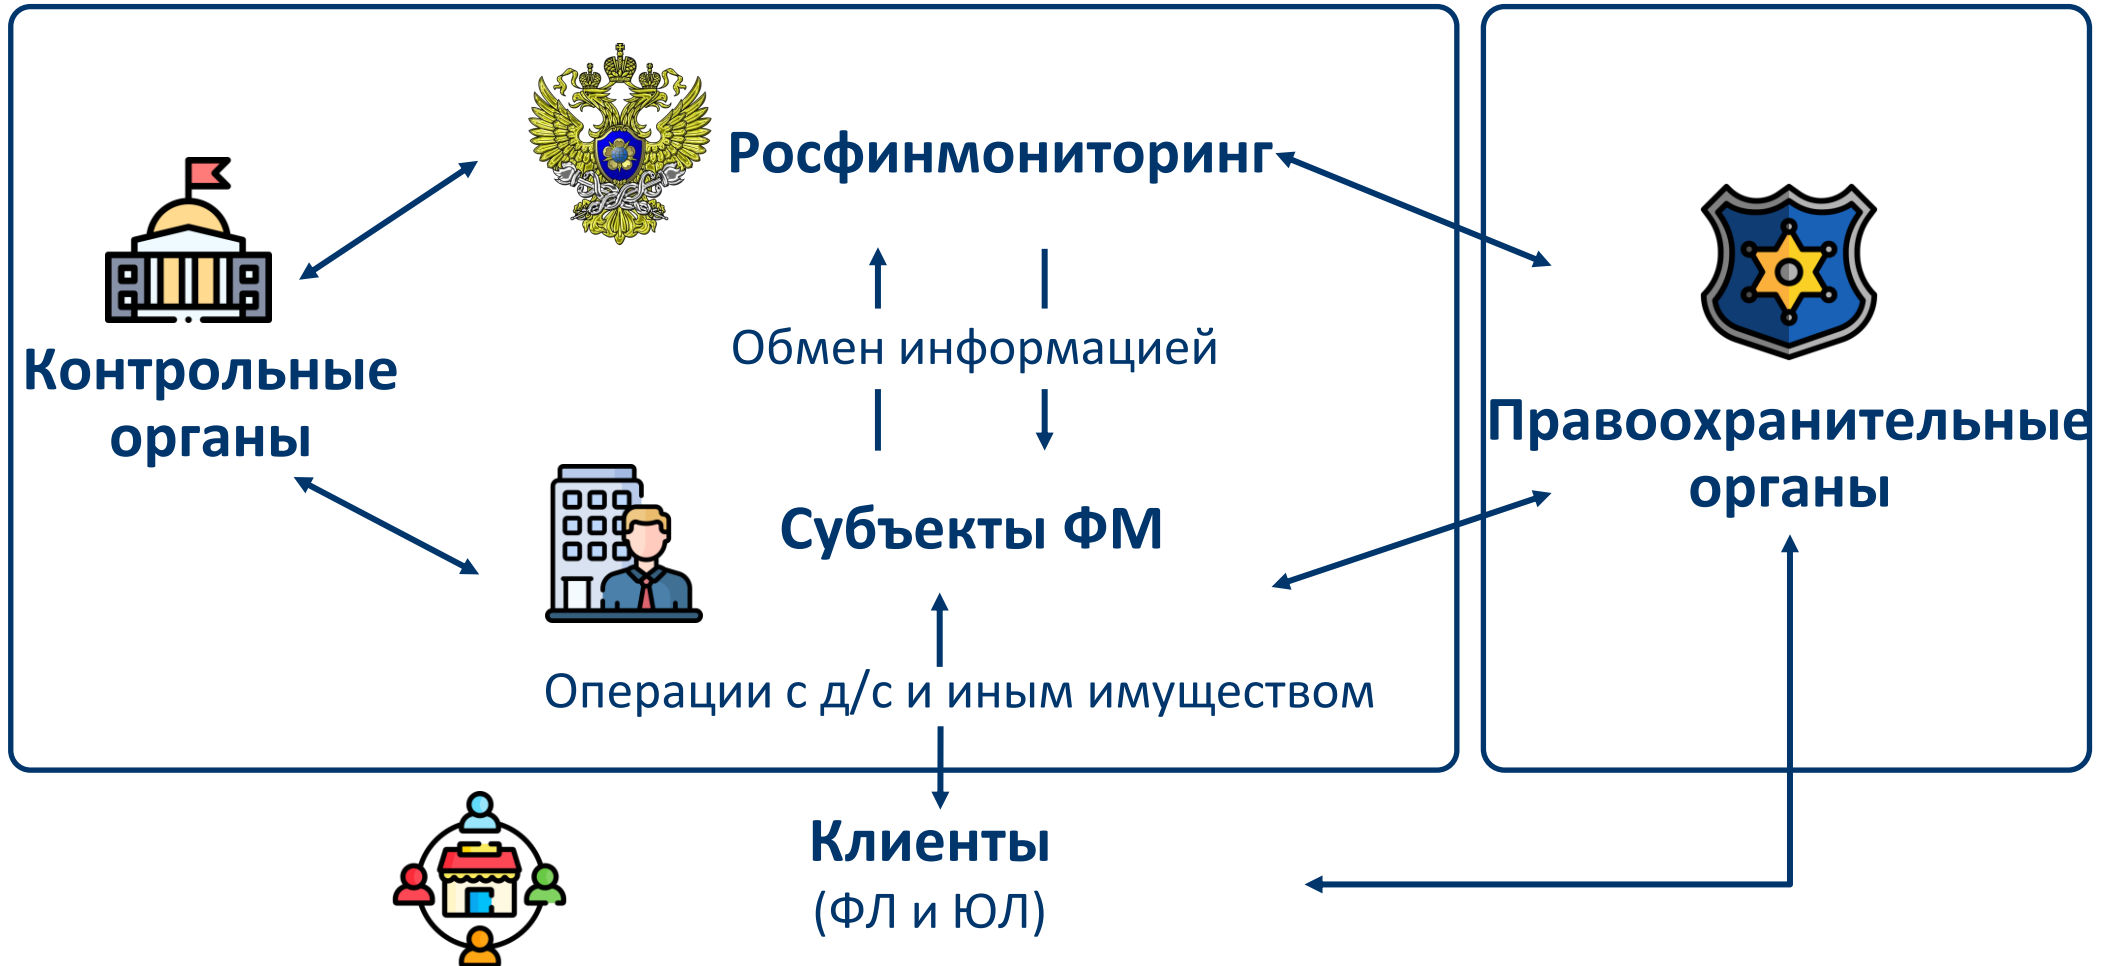 Росфинмониторинг
Обмен информацией
Контрольные
органы
Правоохранительные
органы
Субъекты ФМ
Операции с д/с и иным имуществом
Клиенты
(ФЛ и ЮЛ)